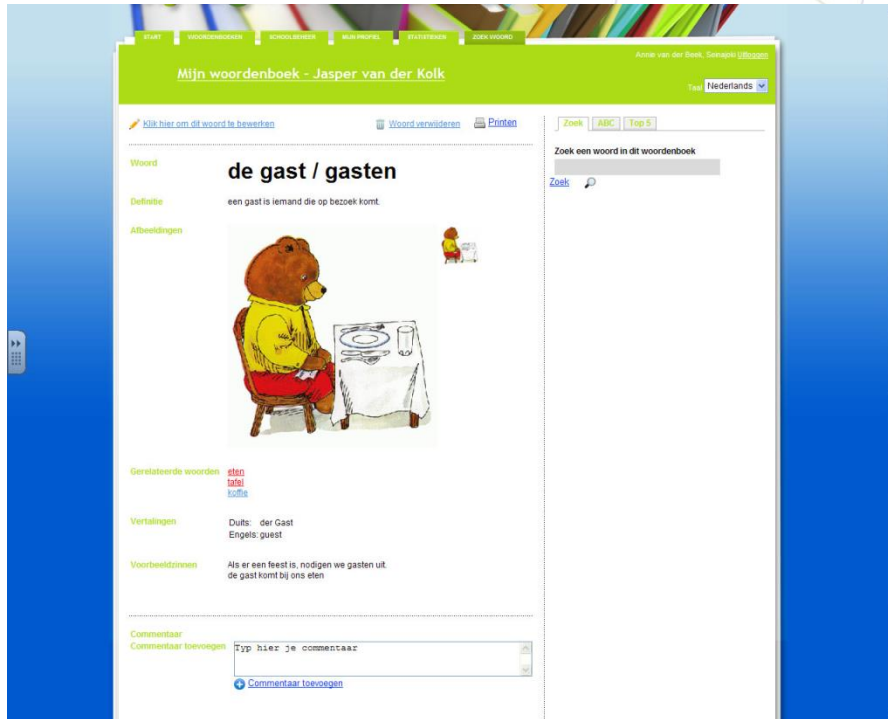 START WOORDENBOEKEN SCHOOLBEHEER MIJN PROFIEL STATISTIEKEN ZOEK WOORD
Annie van der Beek, Seinajoki Uitloggen
Mijn woordenboek - Jasper van der Kolk
Taal Nederlands
Klik hier om dit woord te bewerken Woord verwijderen Printen
Zoek ABC Top 5
Zoek een woord in dit woordenboek
Zoek
Woord de gast / gasten
Definitie een gast is iemand die op bezoek komt.
Afbeeldingen
Gerelateerde woorden eten
tafel
koffie
Vertalingen Duits: der Gast
Engels: guest
Voorbeeldzinnen Als er een feest is, nodigen we gasten uit.
de gast komt bij ons eten
Commentaar
Commentaar toevoegen Typ hier je commentaar
Commentaar toevoegen